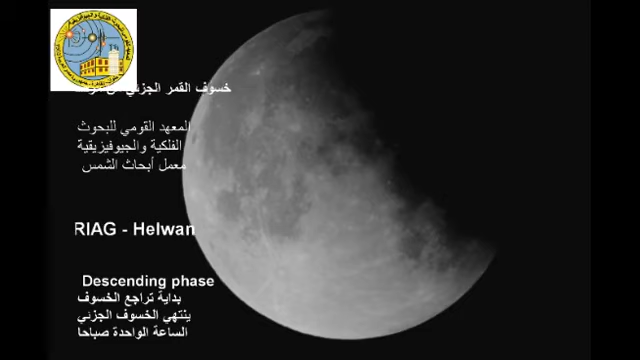 خسوف القمر الجزئي
المعهد القومي للبحوث
الفلكية والجيوفيزيقية
معمل أبحاث الشمس
RIAG - Helwan
Descending phase
بداية تراجع الخسوف
ينتهي الخسوف الجزئي
الساعة الواحدة صباحا